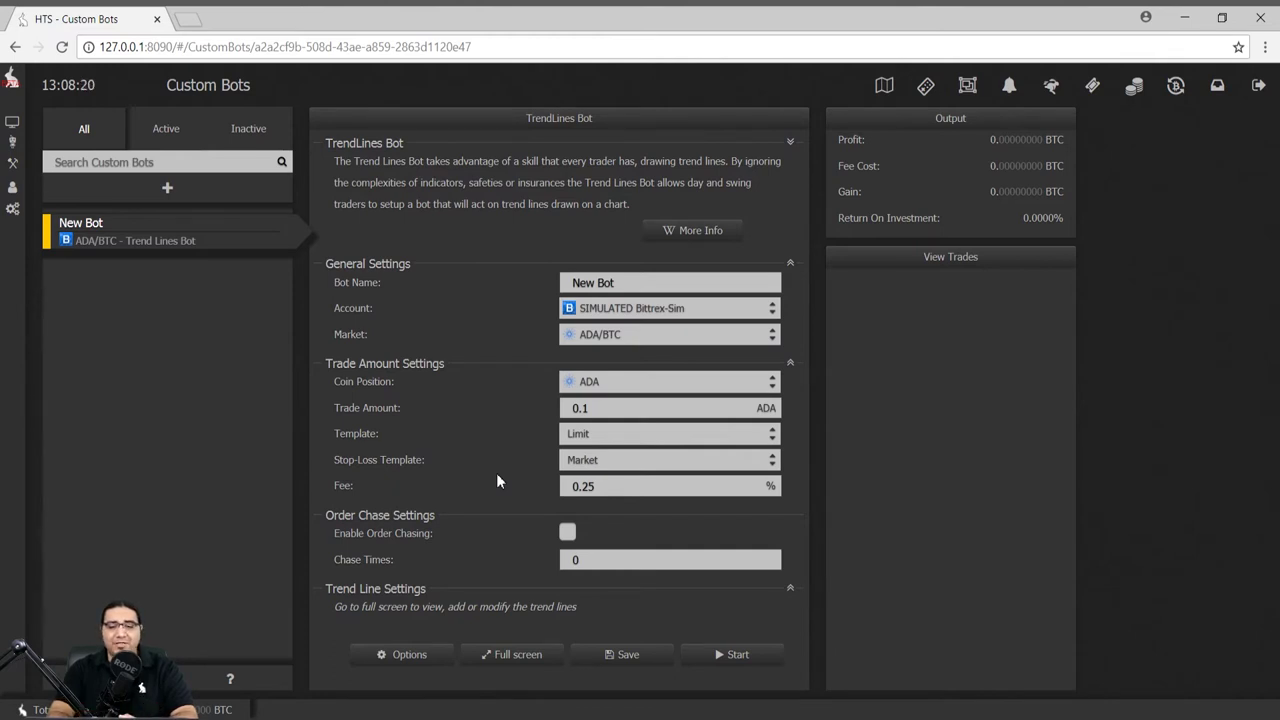 HTS - Custom Bots
127.0.0.1:8090/#/CustomBots/a2a2cf9b-508d-43ae-a859-2863d1120e47
13:08:20
Custom Bots
All
Active
Inactive
Search Custom Bots
New Bot
ADA/BTC - Trend Lines Bot
TrendLines Bot
TrendLines Bot
The Trend Lines Bot takes advantage of a skill that every trader has, drawing trend lines. By ignoring
the complexities of indicators, safeties or insurances the Trend Lines Bot allows day and swing
traders to setup a bot that will act on trend lines drawn on a chart.
More Info
General Settings
Bot Name: New Bot
Account: SIMULATED Bittrex-Sim
Market: ADA/BTC
Trade Amount Settings
Coin Position: ADA
Trade Amount: 0.1 ADA
Template: Limit
Stop-Loss Template: Market
Fee: 0.25 %
Order Chase Settings
Enable Order Chasing:
Chase Times: 0
Trend Line Settings
Go to full screen to view, add or modify the trend lines
Options
Full screen
Save
Start
Output
Profit: 0.00000000 BTC
Fee Cost: 0.00000000 BTC
Gain: 0.00000000 BTC
Return On Investment: 0.0000%
View Trades
?
RODE
BTC